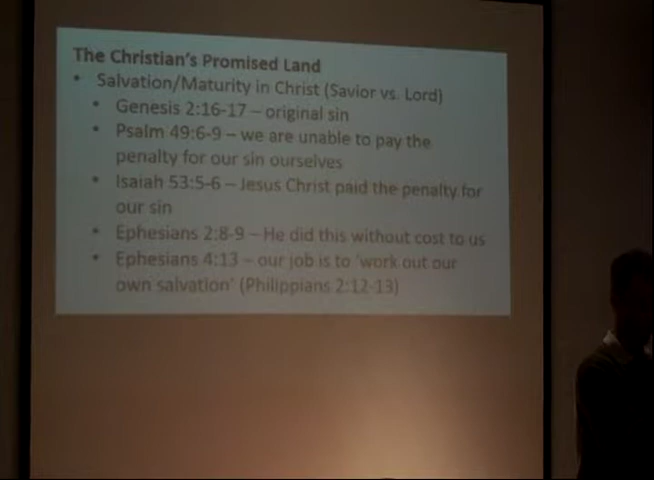 The Christian's Promised Land
• Salvation/Maturity in Christ (Savior vs. Lord)
• Genesis 2:16-17 – original sin
• Psalm 49:6-9 – we are unable to pay the
penalty for our sin ourselves
• Isaiah 53:5-6 – Jesus Christ paid the penalty for
our sin
• Ephesians 2:8-9 – He did this without cost to us
• Ephesians 4:13 – our job is to 'work out our
own salvation' (Philippians 2:12-13)